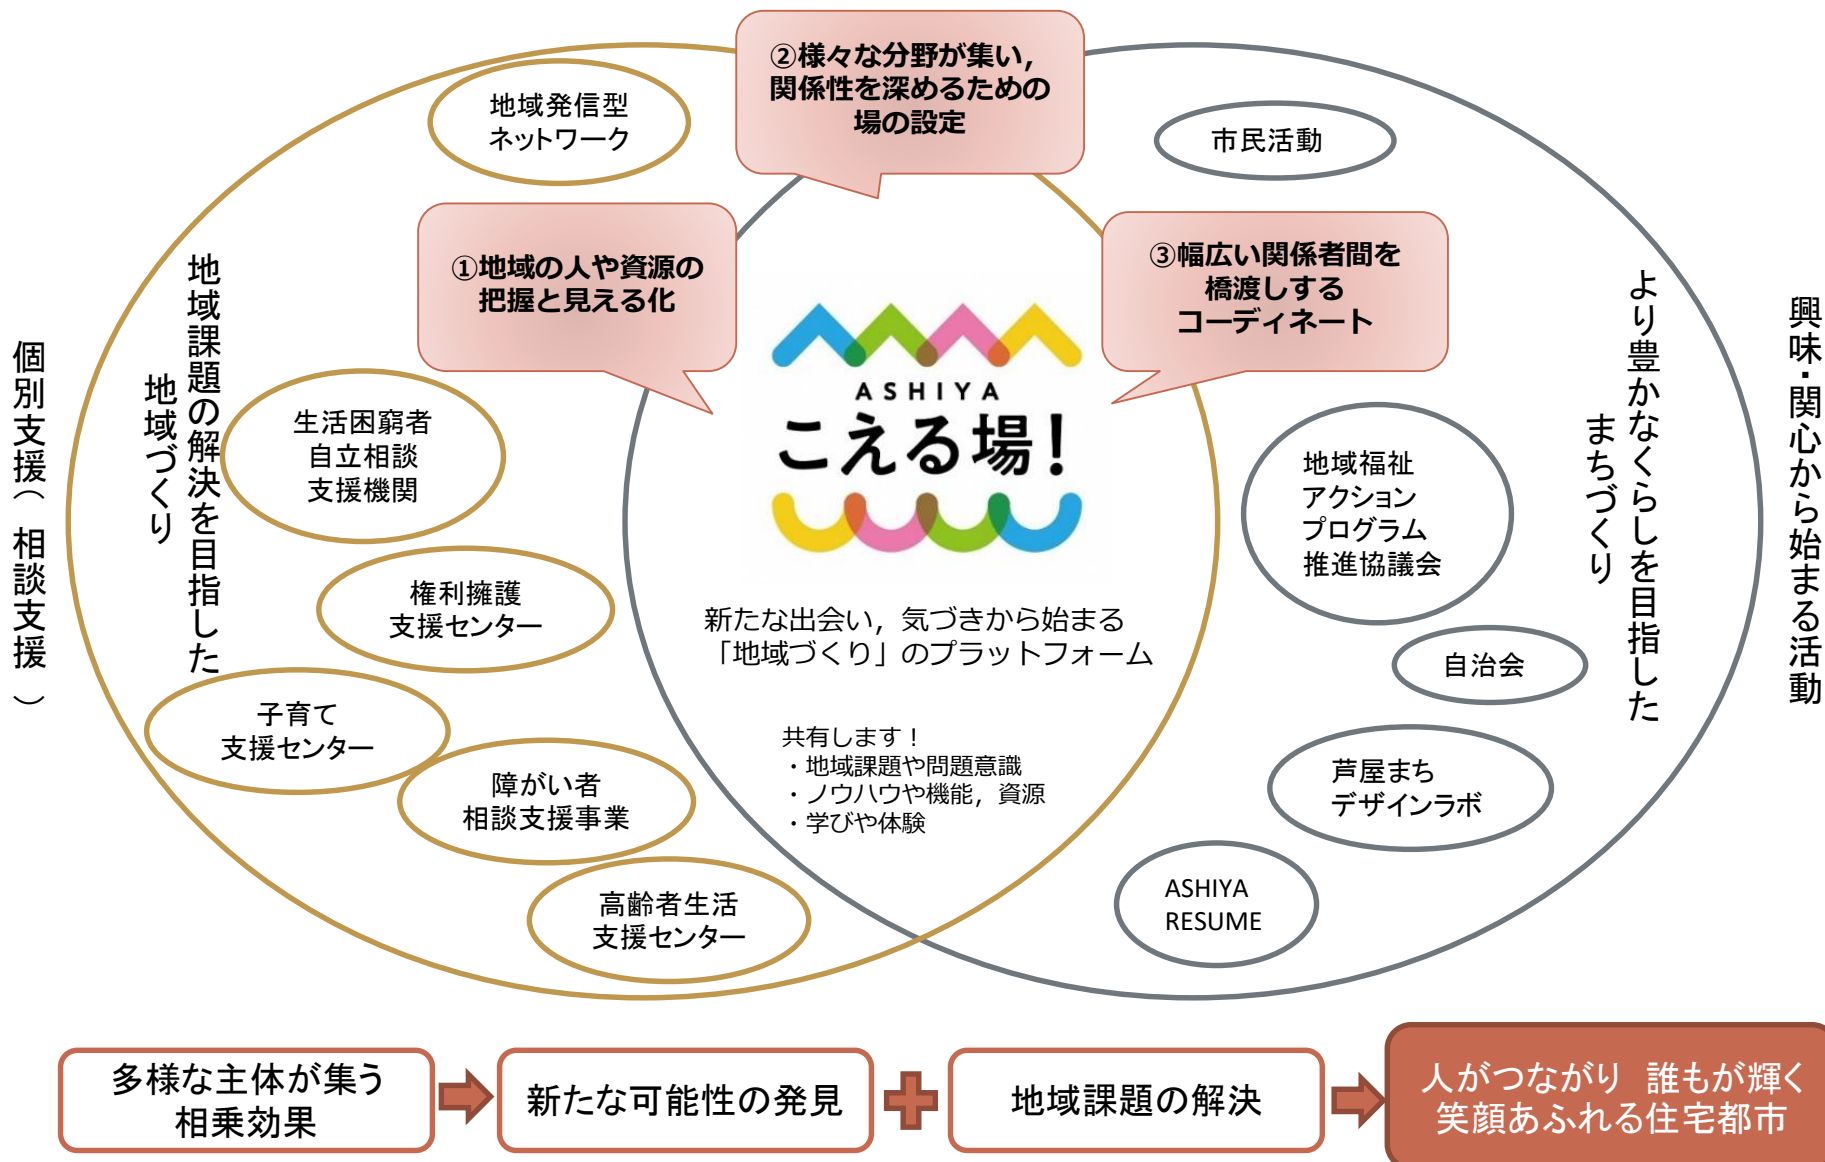 ②様々な分野が集い，
関係性を深めるための
場の設定
地域発信型
ネットワーク
市民活動
①地域の人や資源の
把握と見える化
③幅広い関係者間を
橋渡しする
コーディネート
個別支援（相談支援）
地域課題の解決を目指した
地域づくり
ASHIYA
こえる場！
より豊かなくらしを目指した
まちづくり
興味・関心から始まる活動
生活困窮者
自立相談
支援機関
権利擁護
支援センター
子育て
支援センター
障がい者
相談支援事業
高齢者生活
支援センター
新たな出会い，気づきから始まる
「地域づくり」のプラットフォーム
共有します！
・地域課題や問題意識
・ノウハウや機能，資源
・学びや体験
地域福祉
アクション
プログラム
推進協議会
自治会
芦屋まち
デザインラボ
ASHIYA
RESUME
多様な主体が集う
相乗効果
新たな可能性の発見
地域課題の解決
人がつながり 誰もが輝く
笑顔あふれる住宅都市